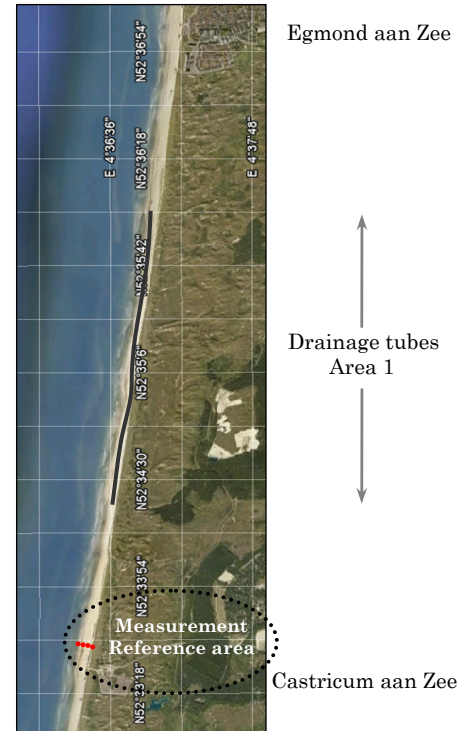 Egmond aan Zee
N52°36'54"
E 4°36'36"
N52°36'18"
E 4°37'48"
N52°35'42"
Drainage tubes
Area 1
N52°35'6"
N52°34'30"
N52°33'54"
Measurement
Reference area
Castricum aan Zee
N52°33'18"